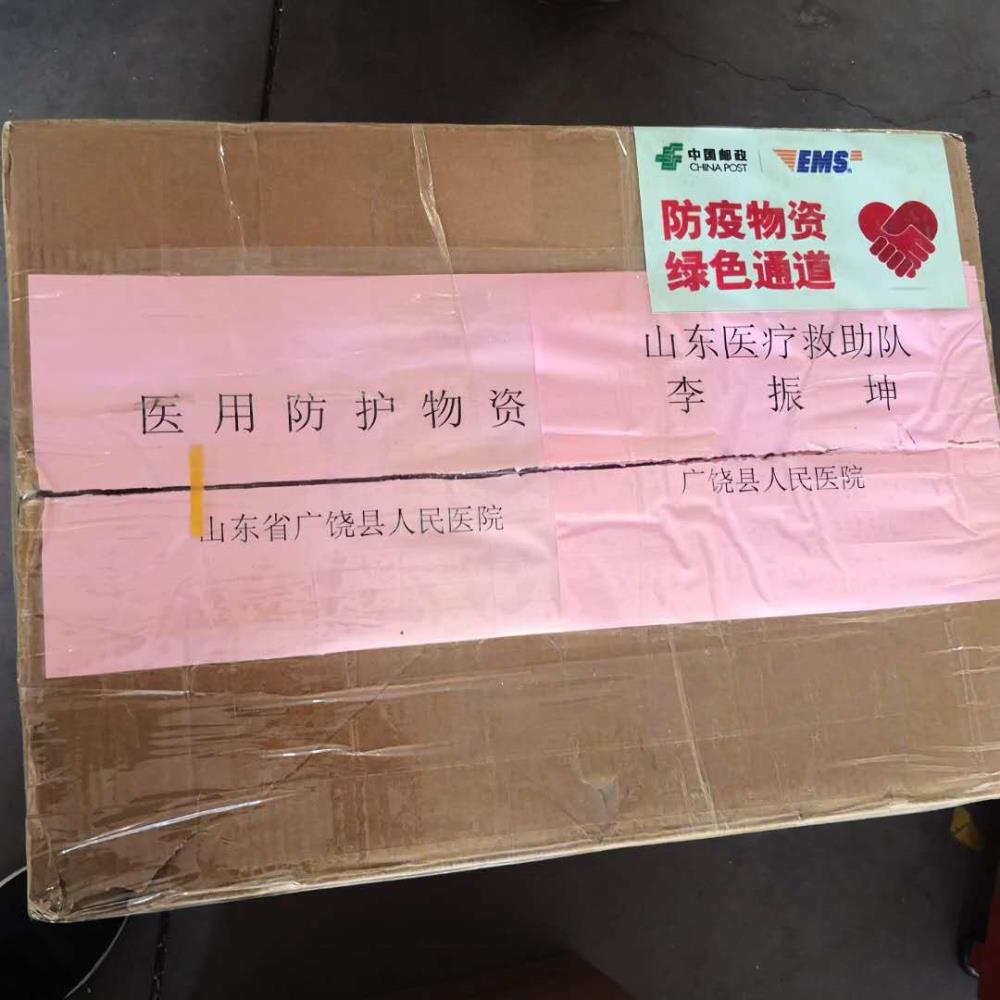 中国邮政
CHINA POST
EMS
防疫物资
绿色通道
山东医疗救助队
李振坤
广饶县人民医院
医用防护物资
山东省广饶县人民医院